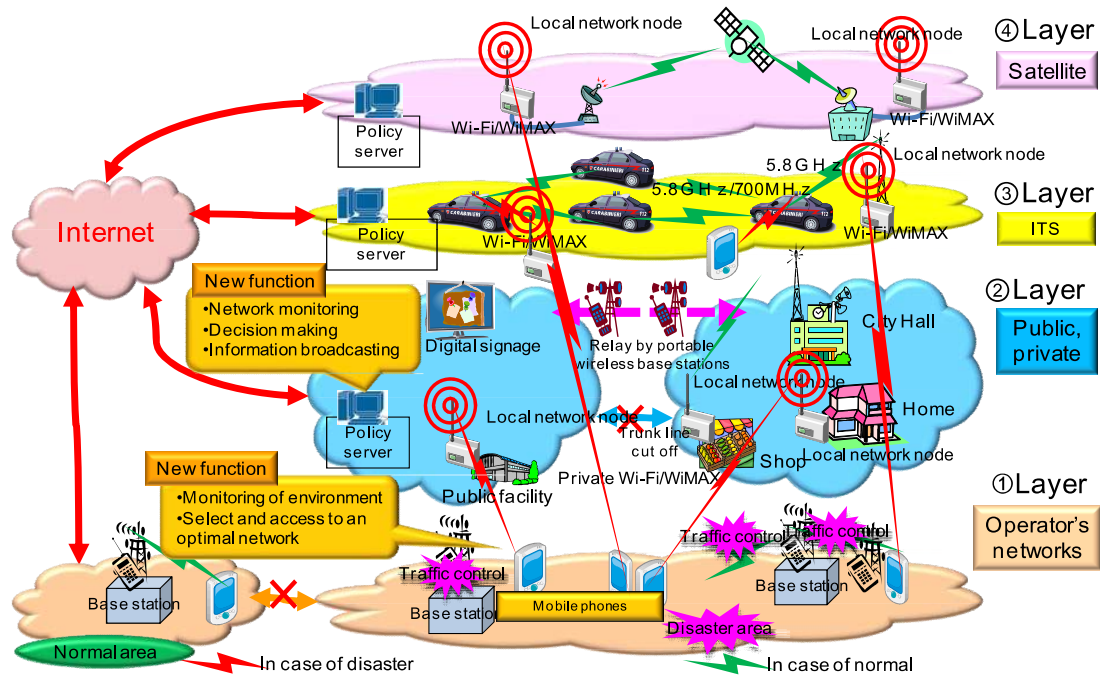 Local network node
Local network node
④Layer
Satellite
Policy
server
Wi-Fi/WiMAX
Wi-Fi/WiMAX
5.8GHz
Local network node
CARABINIERI
112
5.8GHz/700MHz
CARABINIERI
CARABINIERI
112
③Layer
ITS
Internet
Policy
server
Wi-Fi/WiMAX
Wi-Fi/WiMAX
New function
•Network monitoring
•Decision making
•Information broadcasting
Digital signage
Relay by portable
wireless base stations
City Hall
②Layer
Public,
private
Local network node
Policy
server
Local network node
Trunk line
cut off
Home
Shop
Local network node
Public facility
Private Wi-Fi/WiMAX
New function
•Monitoring of environment
•Select and access to an
optimal network
①Layer
Operator's
networks
Traffic control
Traffic control
Traffic control
Base station
Base station
Base station
Mobile phones
Disaster area
Normal area
In case of disaster
In case of normal